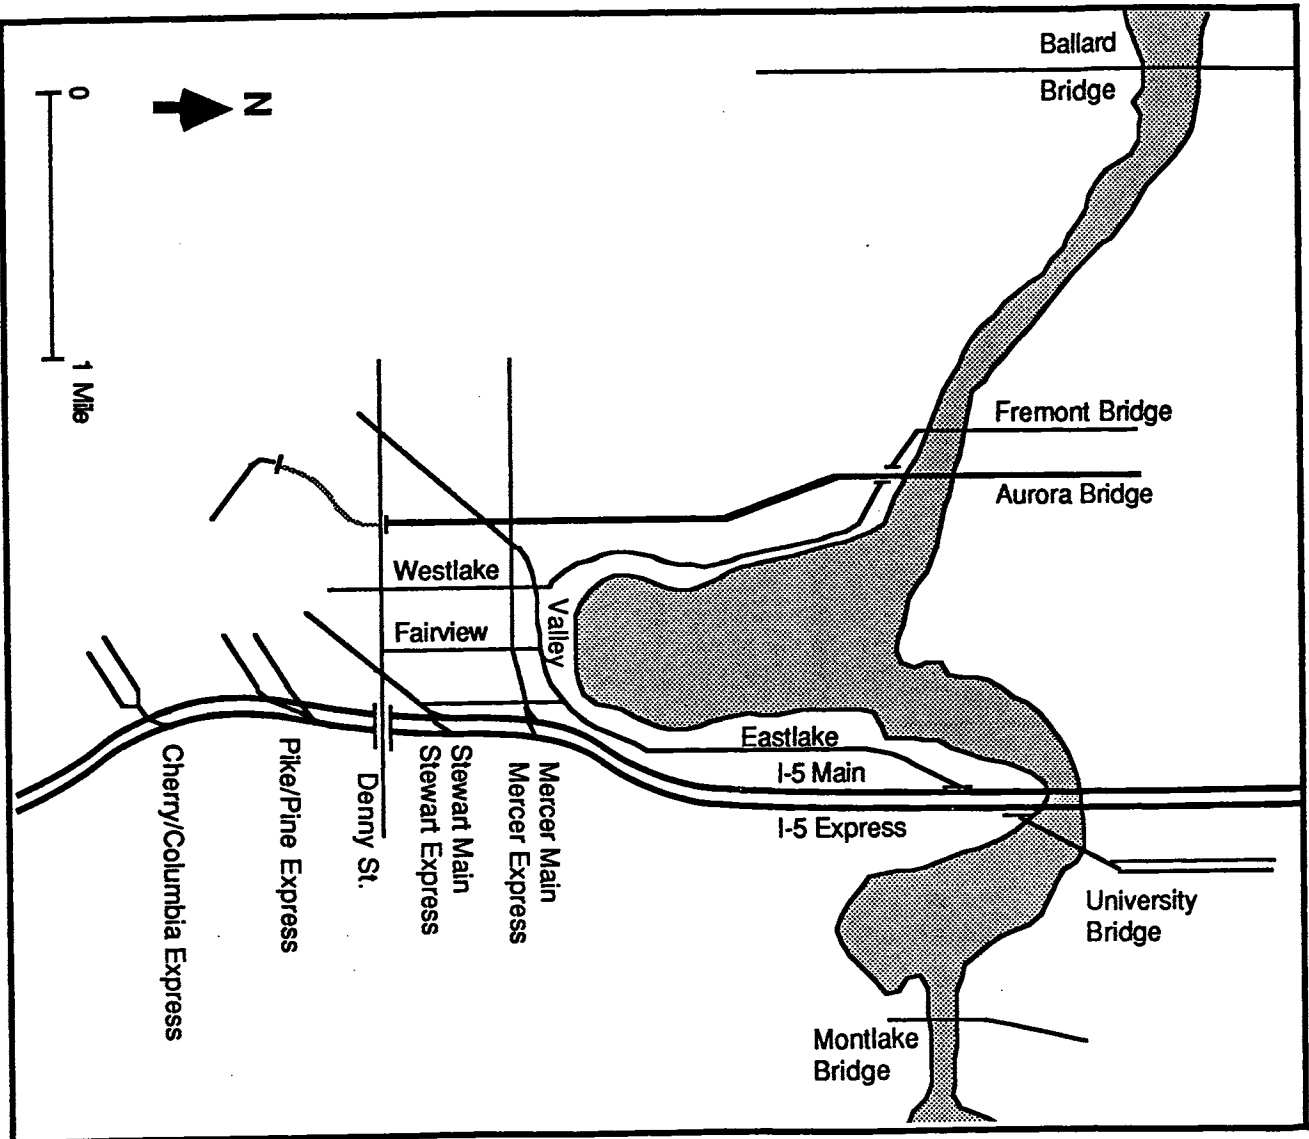 Ballard
Bridge
N
0
1 Mile
Fremont Bridge
Aurora Bridge
Westlake
Fairview
Valley
Eastlake
I-5 Main
I-5 Express
University
Bridge
Montlake
Bridge
Mercer Main
Mercer Express
Stewart Main
Stewart Express
Denny St.
Pike/Pine Express
Cherry/Columbia Express